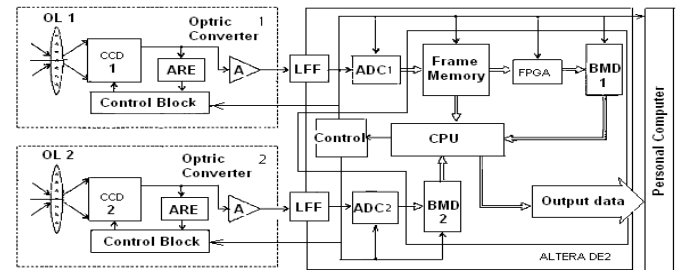 OL 1
Optric 1
Converter
CCD
1
ARE
A
Control Block
LFF
ADC1
Frame
Memory
FPGA
BMD
1
Control
CPU
Personal Computer
OL 2
Optric 2
Converter
CCD
2
ARE
A
Control Block
LFF
ADC2
BMD
2
Output data
ALTERA DE2